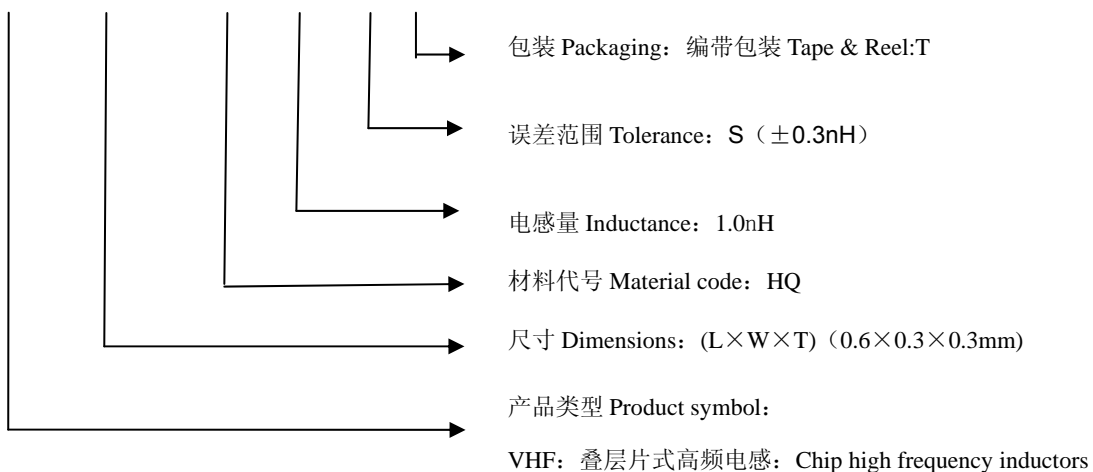 包装 Packaging：编带包装 Tape & Reel:T
误差范围 Tolerance：S（±0.3nH）
电感量 Inductance：1.0nH
材料代号 Material code：HQ
尺寸 Dimensions：(L×W×T)（0.6×0.3×0.3mm)
产品类型 Product symbol：
VHF：叠层片式高频电感：Chip high frequency inductors